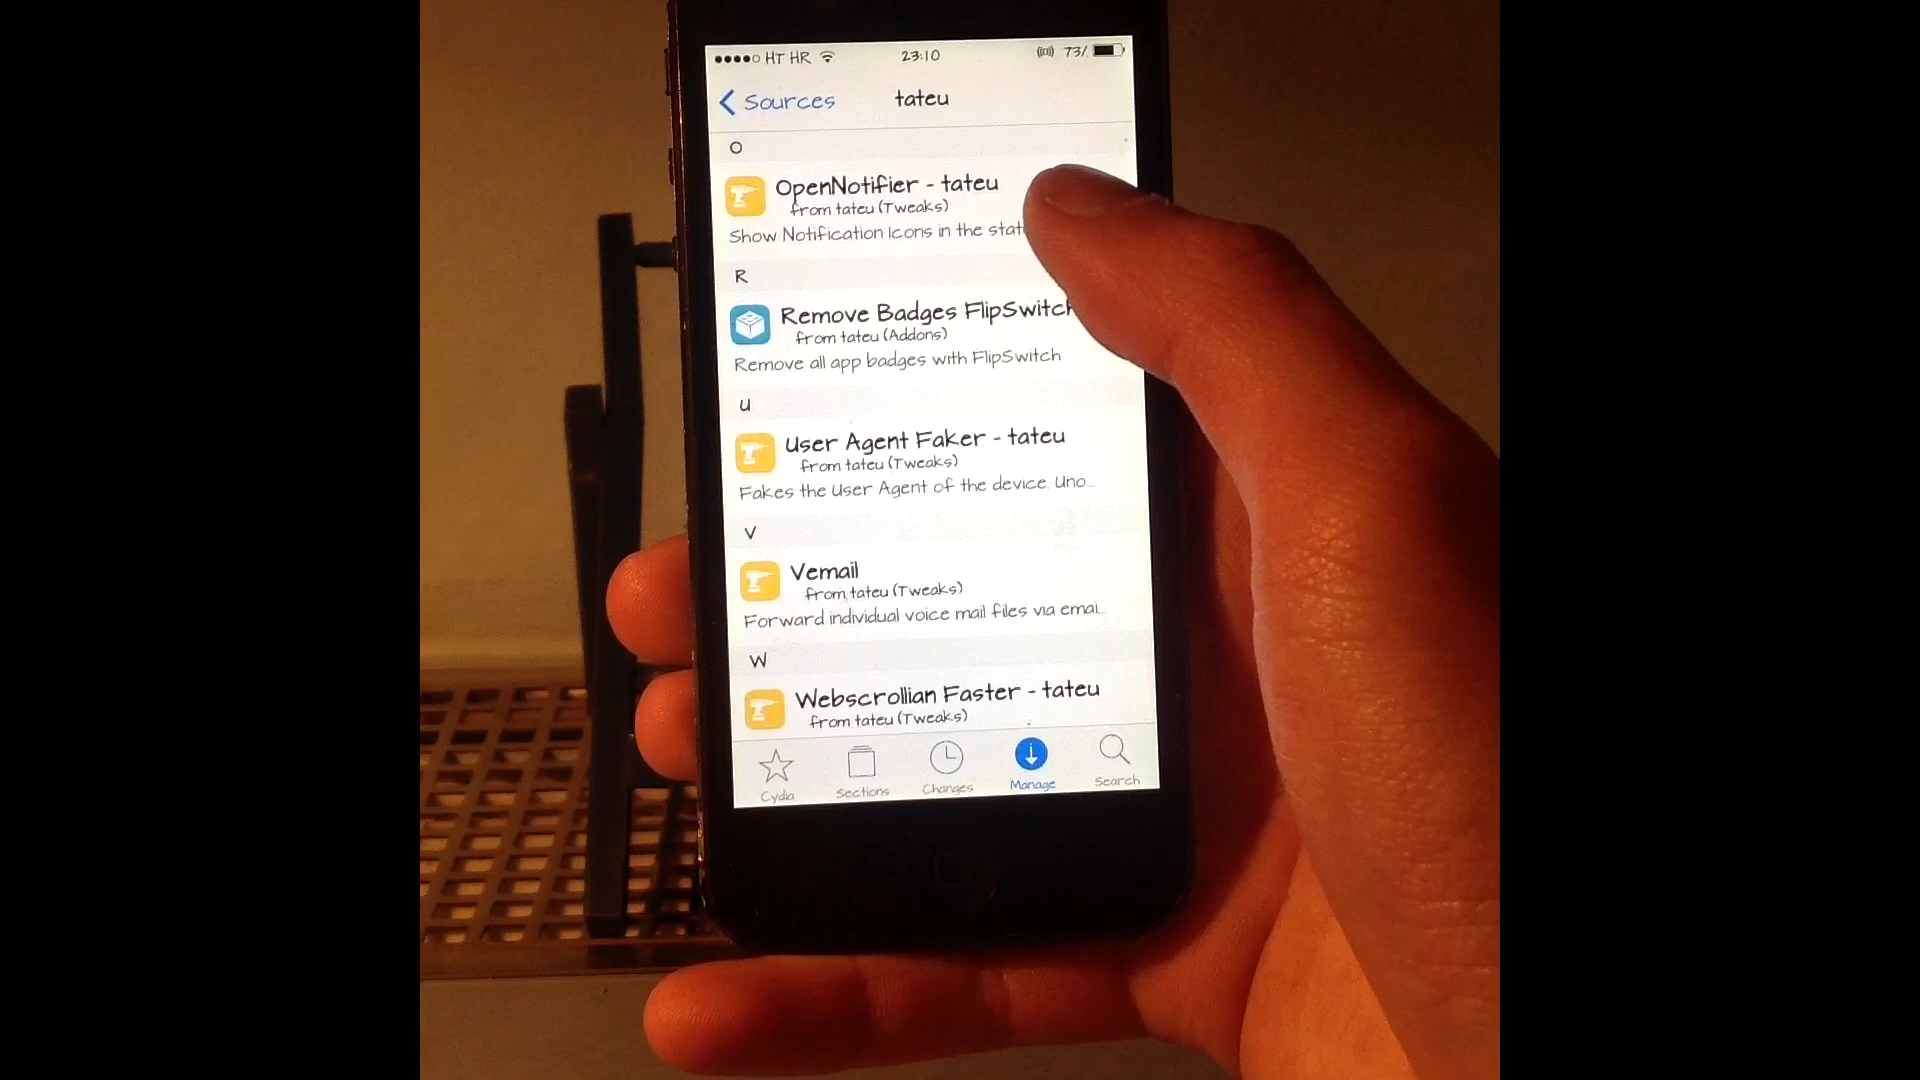 HT HR 23:10 73%
Sources tateu
O
OpenNotifier - tateu
from tateu (Tweaks)
Show Notification Icons in the
R
Remove Badges FlipSwitch
from tateu (Addons)
Remove all app badges with FlipSwitch
U
User Agent Faker - tateu
from tateu (Tweaks)
Fakes the User Agent of the device. Uno...
V
Vemail
from tateu (Tweaks)
Forward individual voice mail files via emai...
W
Webscrollian Faster - tateu
from tateu (Tweaks)
Cydia Sections Changes Manage Search